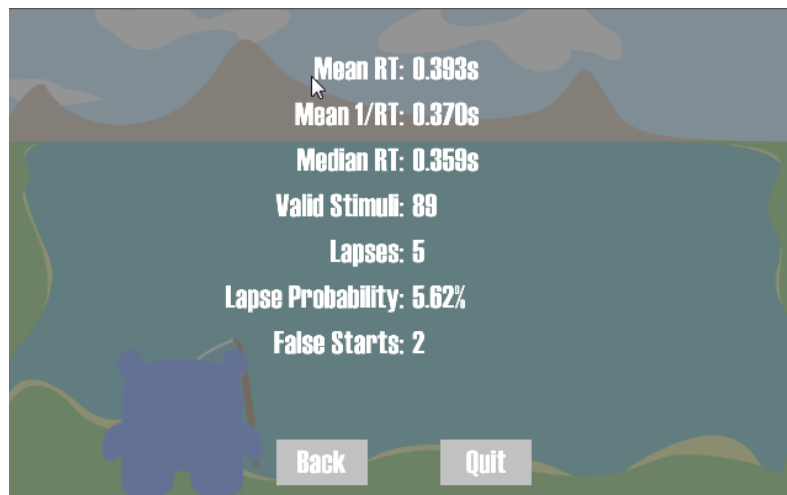 Mean RT: 0.393s
Mean 1/RT: 0.370s
Median RT: 0.359s
Valid Stimuli: 89
Lapses: 5
Lapse Probability: 5.62%
False Starts: 2
Back Quit